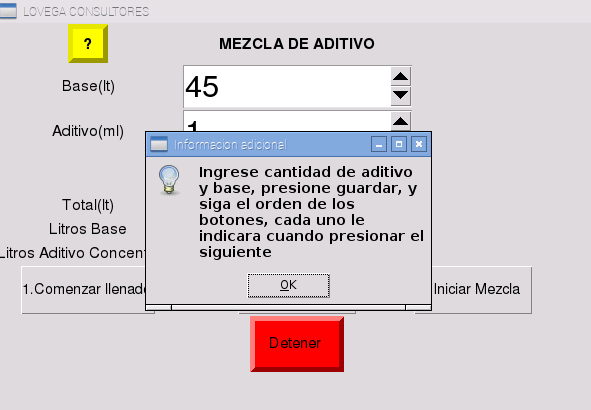 LOVEGA CONSULTORES
?
MEZCLA DE ADITIVO
Base(lt)
45
Aditivo(ml)
1
Informacion adicional
Ingrese cantidad de aditivo
y base, presione guardar, y
siga el orden de los
botones, cada uno le
indicara cuando presionar el
siguiente
OK
Total(lt)
Litros Base
Litros Aditivo
1.Comenzar
Iniciar Mezcla
Detener